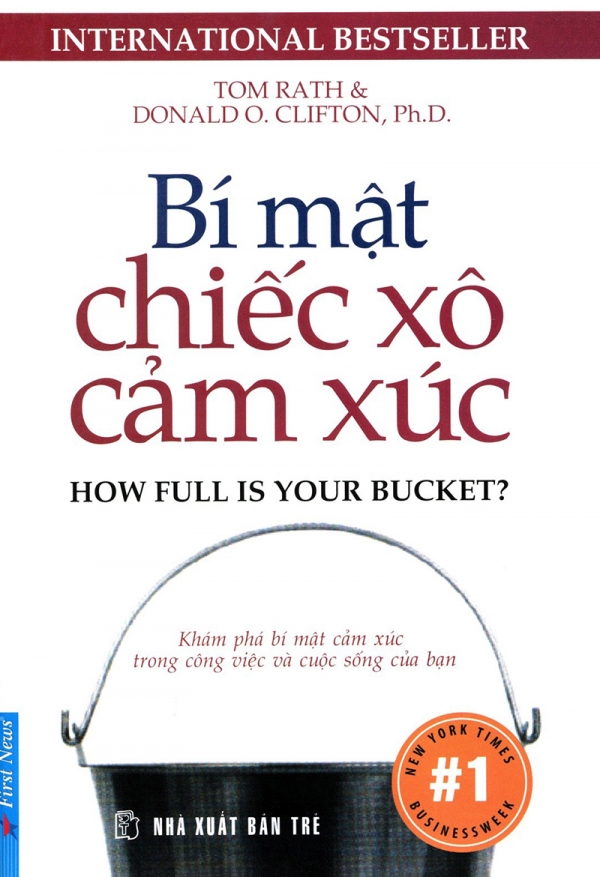 INTERNATIONAL BESTSELLER
TOM RATH &
DONALD O. CLIFTON, Ph.D.
Bí mật
chiếc xô
cảm xúc
HOW FULL IS YOUR BUCKET?
Khám phá bí mật cảm xúc
trong công việc và cuộc sống của bạn
NEW YORK TIMES
#1
BUSINESSWEEK
First News
NHÀ XUẤT BẢN TRẺ